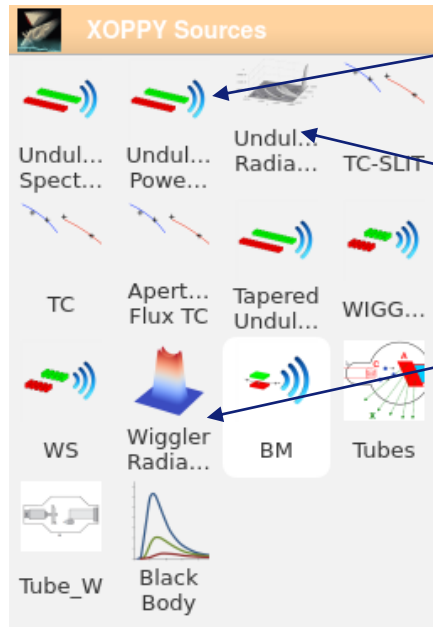 XOPPY Sources
Undul... Undul... Undul... TC-SLIT
Spect... Powe... Radia...
TC Apert... Tapered WIGG...
Flux TC Undul...
WS Wiggler BM Tubes
Radia...
Tube_W Black
Body